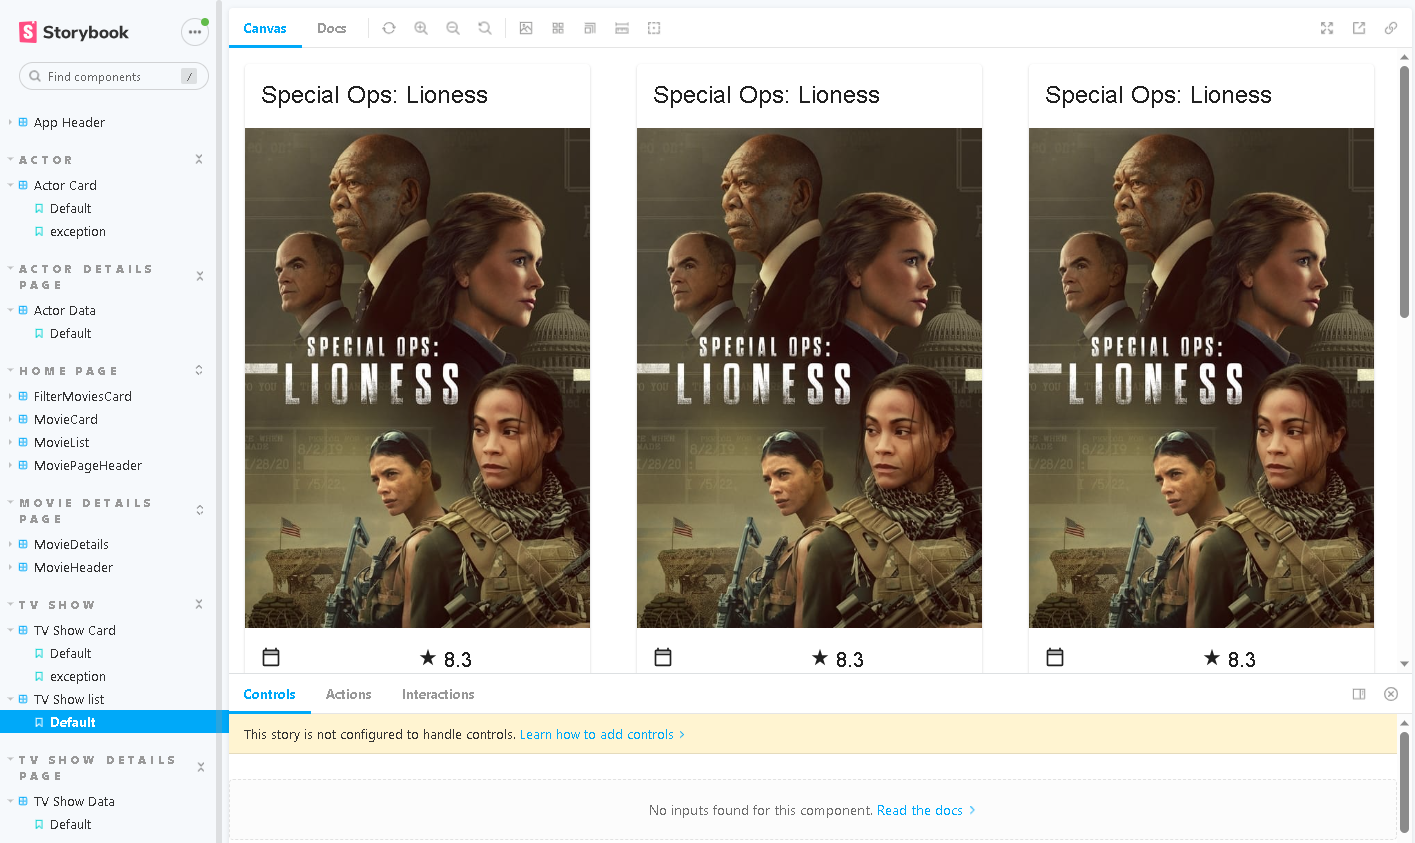 Storybook
Find components
/
App Header
ACTOR
Actor Card
Default
exception
ACTOR DETAILS
PAGE
Actor Data
Default
HOME PAGE
FilterMoviesCard
MovieCard
MovieList
MoviePageHeader
MOVIE DETAILS
PAGE
MovieDetails
MovieHeader
TV SHOW
TV Show Card
Default
exception
TV Show list
Default
TV SHOW DETAILS
PAGE
TV Show Data
Default
Canvas Docs
Special Ops: Lioness
SPECIAL OPS:
LIONESS
8.3
Special Ops: Lioness
SPECIAL OPS:
LIONESS
8.3
Special Ops: Lioness
SPECIAL OPS:
LIONESS
8.3
Controls Actions Interactions
This story is not configured to handle controls. Learn how to add controls
No inputs found for this component. Read the docs